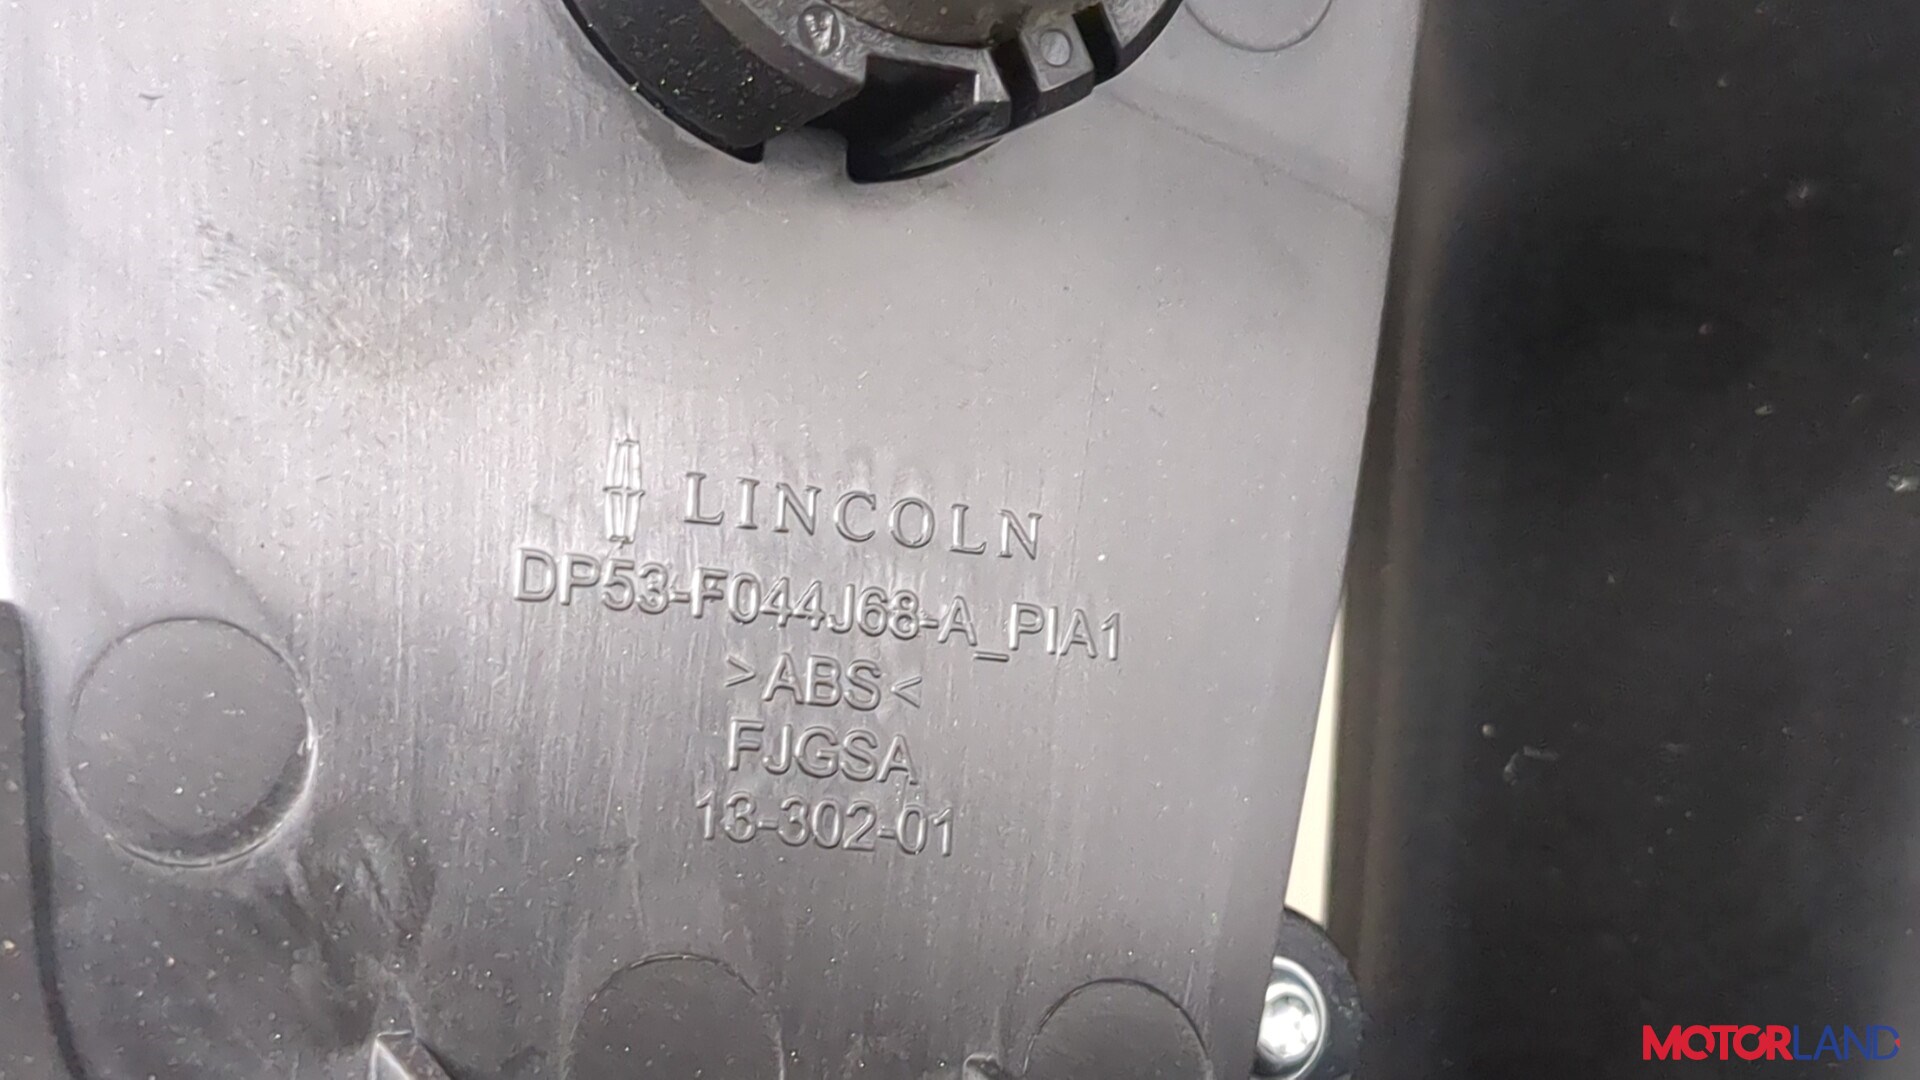 LINCOLN
DP53-F044J68-A_PIA1
>ABS<
FJGSA
13-302-01
MOTORLAND